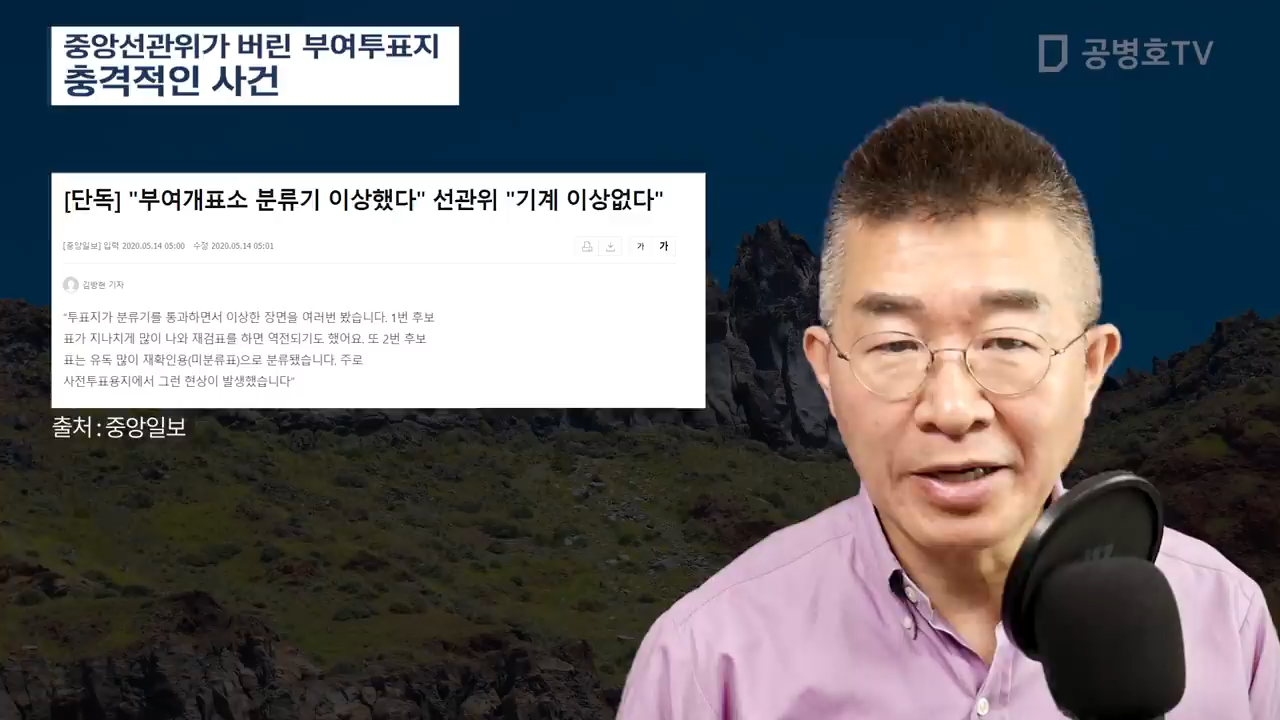 중앙선관위가 버린 부여투표지
충격적인 사건
공병호TV
[단독] "부여개표소 분류기 이상했다" 선관위 "기계 이상없다"
[중앙일보] 입력 2020.05.14 05:00 수정 2020.05.14 05:01
가 가
김방현 기자
“투표지가 분류기를 통과하면서 이상한 장면을 여러번 봤습니다. 1번 후보
표가 지나치게 많이 나와 재검표를 하면 역전되기도 했어요. 또 2번 후보
표는 유독 많이 재확인용(미분류표)으로 분류됐습니다. 주로
사전투표용지에서 그런 현상이 발생했습니다”
출처 : 중앙일보